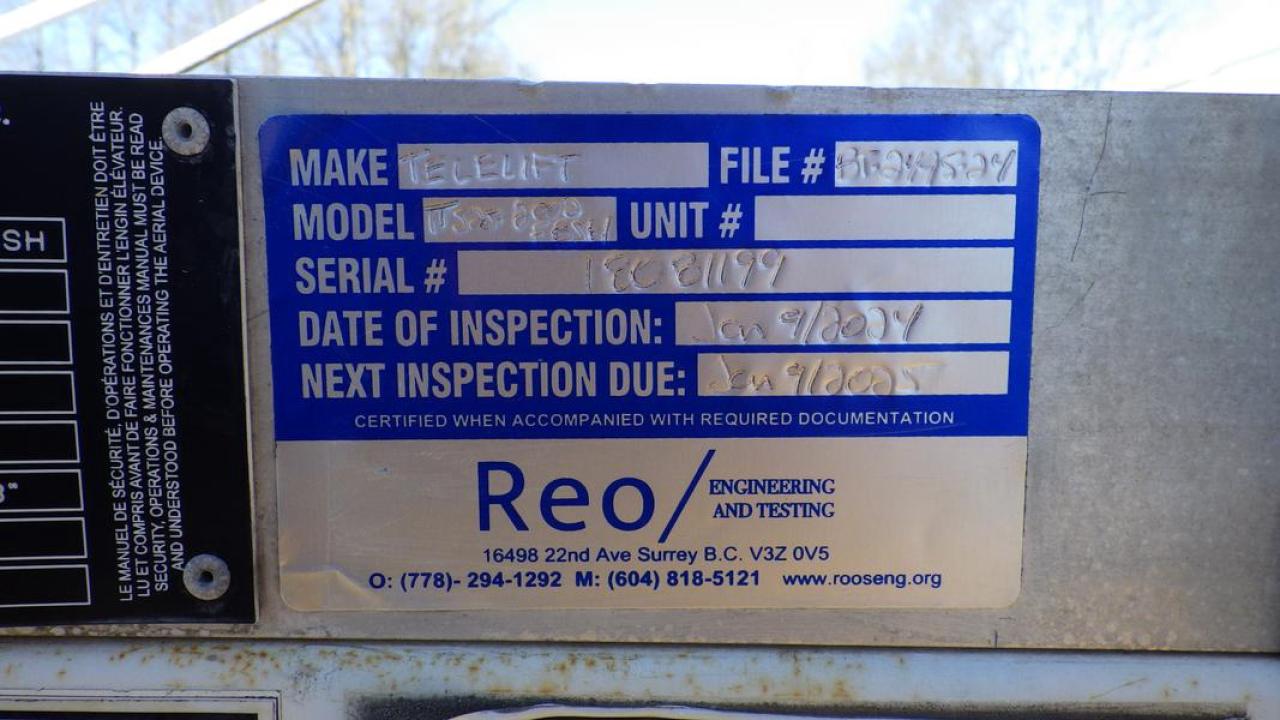 SH
8"
LE MANUEL DE SÉCURITÉ, D'OPÉRATIONS ET D'ENTRETIEN DOIT ÊTRE
LU ET COMPRIS AVANT DE FAIRE FONCTIONNER L'ENGIN ÉLÉVATEUR.
SECURITY, OPERATIONS & MAINTENANCES MANUAL MUST BE READ
AND UNDERSTOOD BEFORE OPERATING THE AERIAL DEVICE.
MAKE TELELIFT FILE #
MODEL UNIT #
SERIAL # 18081199
DATE OF INSPECTION: Jan 9/2024
NEXT INSPECTION DUE: Jan 9/2025
CERTIFIED WHEN ACCOMPANIED WITH REQUIRED DOCUMENTATION
Reo/ ENGINEERING
AND TESTING
16498 22nd Ave Surrey B.C. V3Z 0V5
O: (778)- 294-1292 M: (604) 818-5121 www.rooseng.org